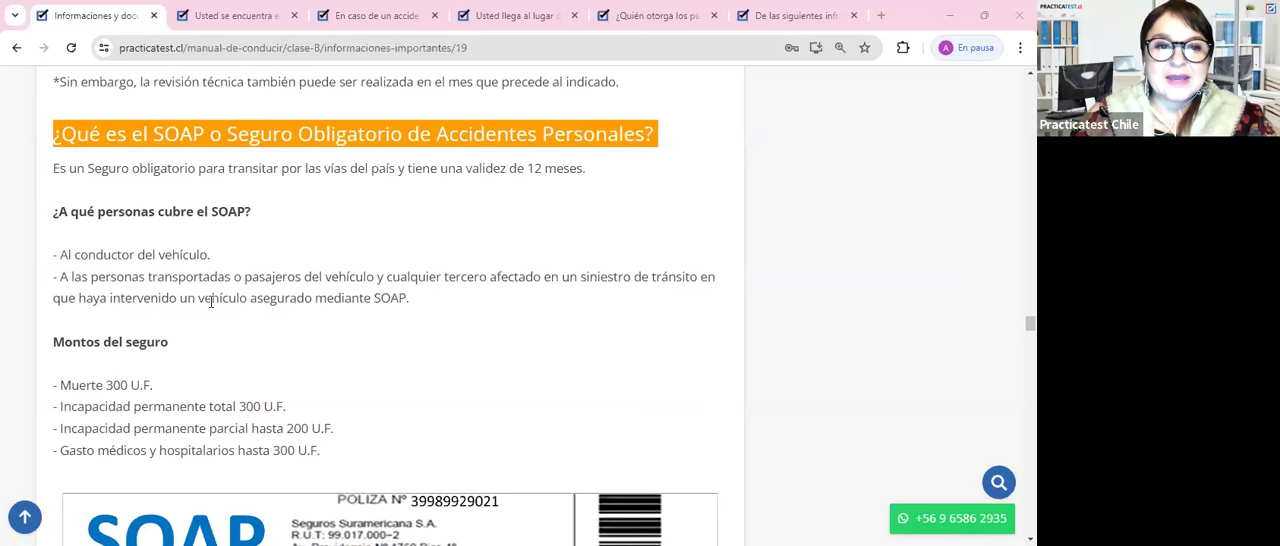 Informaciones y docu
Usted se encuentra e
En caso de un accide
Usted llega al lugar d
¿Quién otorga los pe
De las siguientes infr
practicatest.cl/manual-de-conducir/clase-B/informaciones-importantes/19
A
En pausa
PRACTICATEST.cl
Practicatest Chile
*Sin embargo, la revisión técnica también puede ser realizada en el mes que precede al indicado.
¿Qué es el SOAP o Seguro Obligatorio de Accidentes Personales?
Es un Seguro obligatorio para transitar por las vías del país y tiene una validez de 12 meses.
¿A qué personas cubre el SOAP?
- Al conductor del vehículo.
- A las personas transportadas o pasajeros del vehículo y cualquier tercero afectado en un siniestro de tránsito en
que haya intervenido un vehículo asegurado mediante SOAP.
Montos del seguro
- Muerte 300 U.F.
- Incapacidad permanente total 300 U.F.
- Incapacidad permanente parcial hasta 200 U.F.
- Gasto médicos y hospitalarios hasta 300 U.F.
POLIZA Nº 39989929021
SOAP
Seguros Suramericana S.A.
R.U.T: 99.017.000-2
+56 9 6586 2935